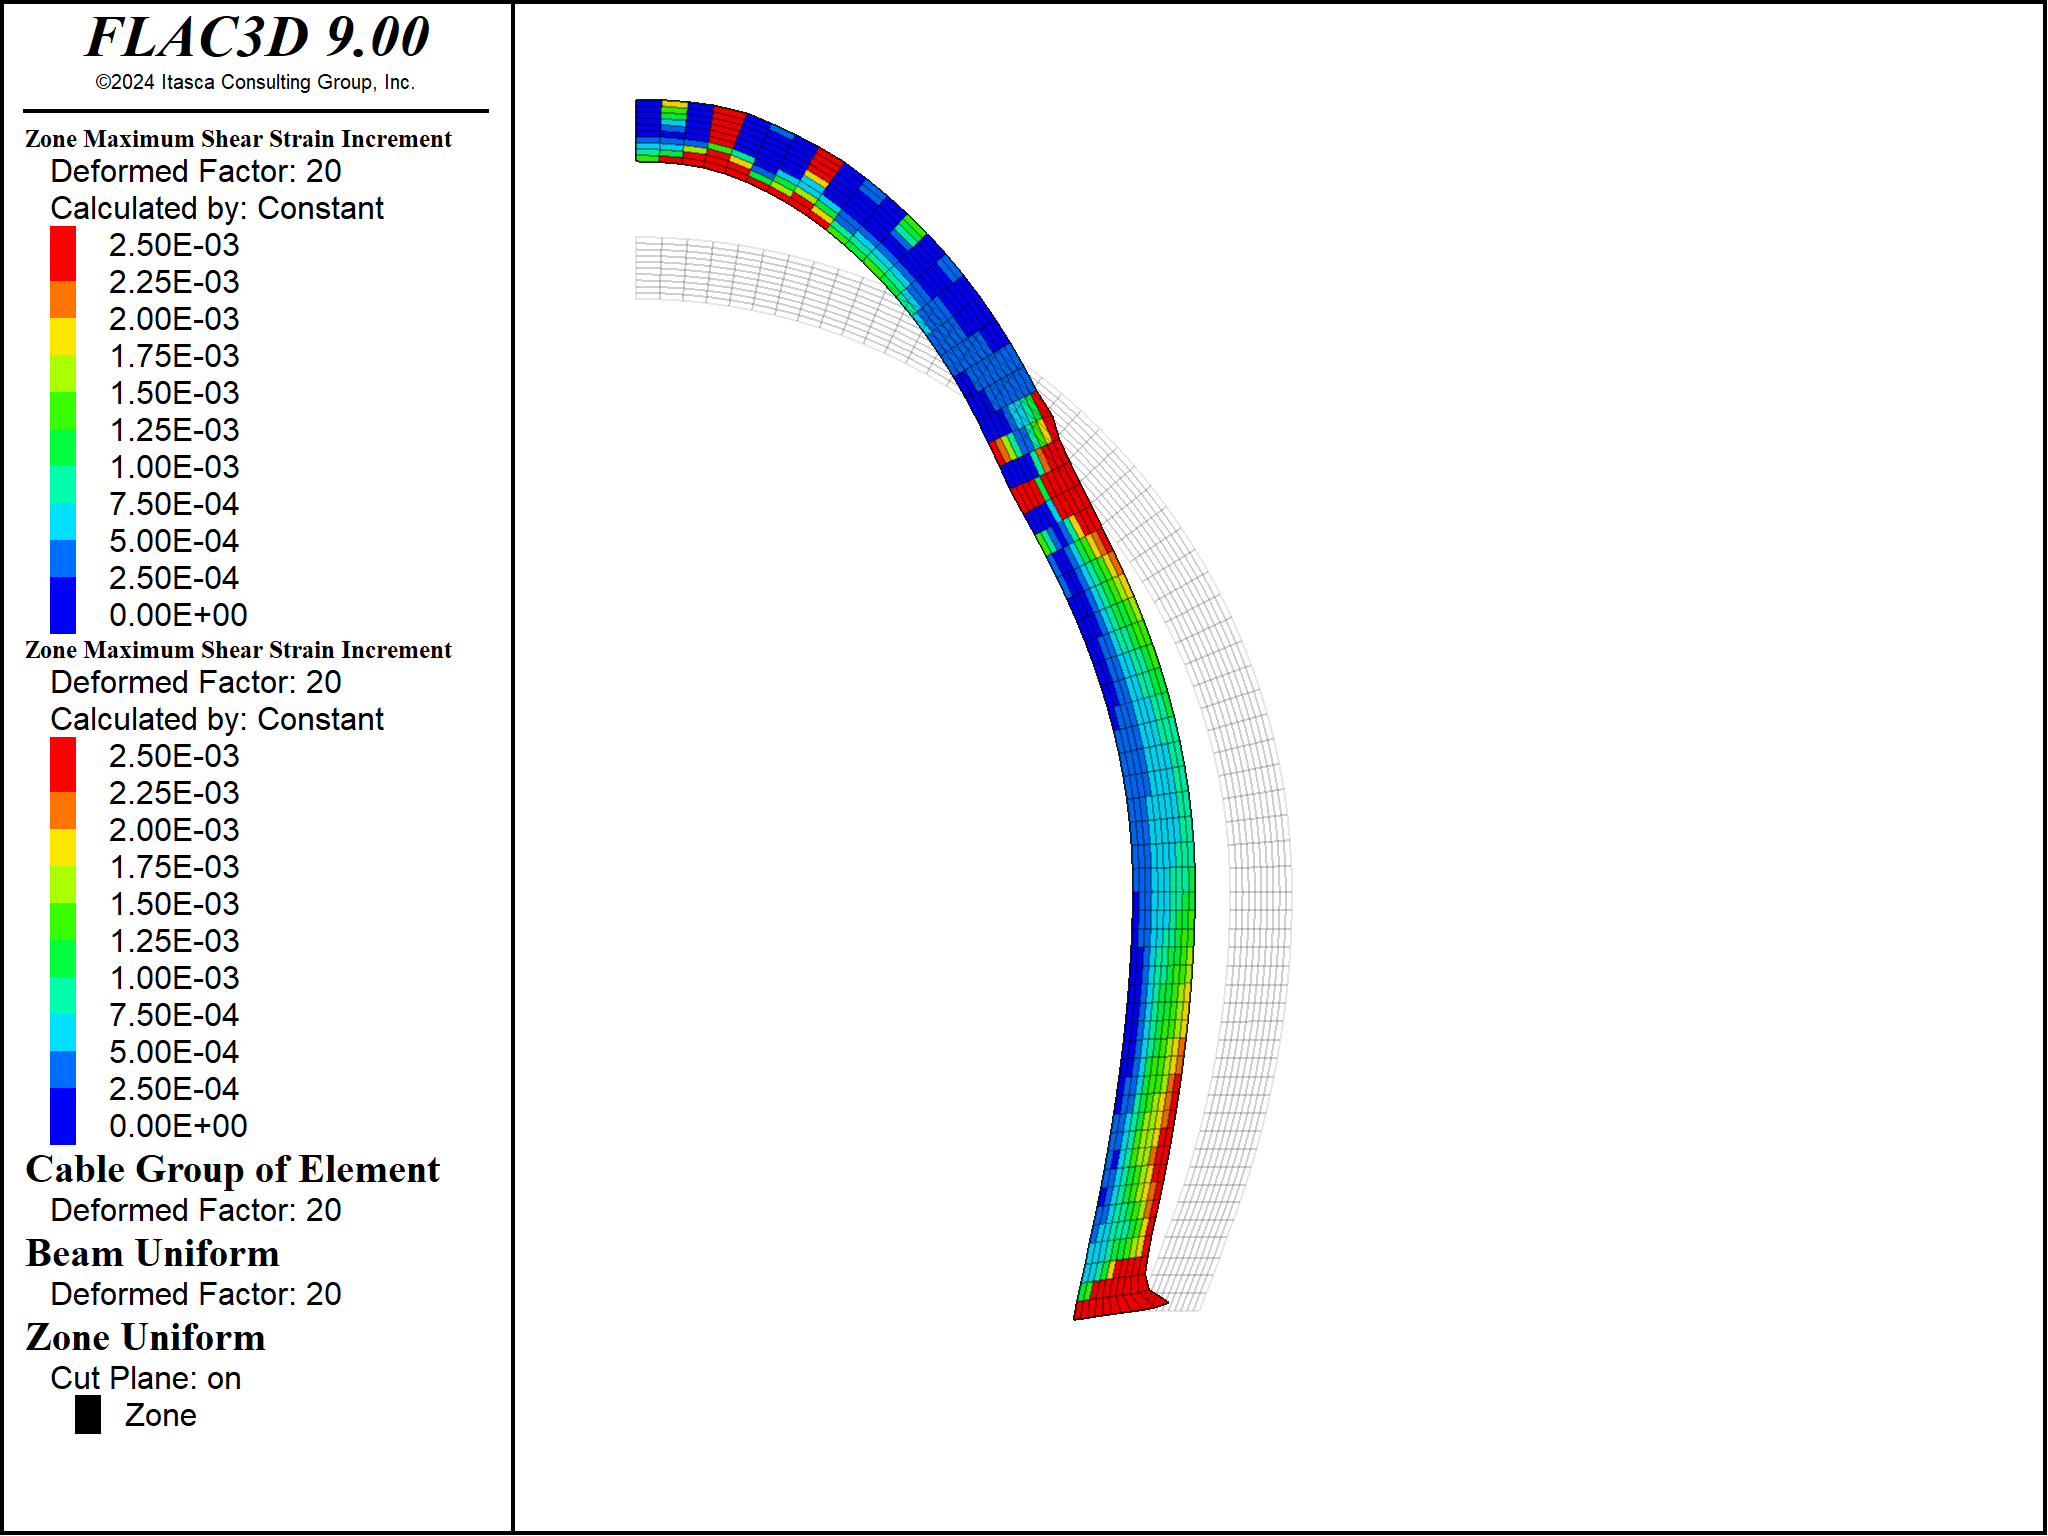 FLAC3D 9.00
©2024 Itasca Consulting Group, Inc.
Zone Maximum Shear Strain Increment
Deformed Factor: 20
Calculated by: Constant
2.50E-03
2.25E-03
2.00E-03
1.75E-03
1.50E-03
1.25E-03
1.00E-03
7.50E-04
5.00E-04
2.50E-04
0.00E+00
Zone Maximum Shear Strain Increment
Deformed Factor: 20
Calculated by: Constant
2.50E-03
2.25E-03
2.00E-03
1.75E-03
1.50E-03
1.25E-03
1.00E-03
7.50E-04
5.00E-04
2.50E-04
0.00E+00
Cable Group of Element
Deformed Factor: 20
Beam Uniform
Deformed Factor: 20
Zone Uniform
Cut Plane: on
Zone